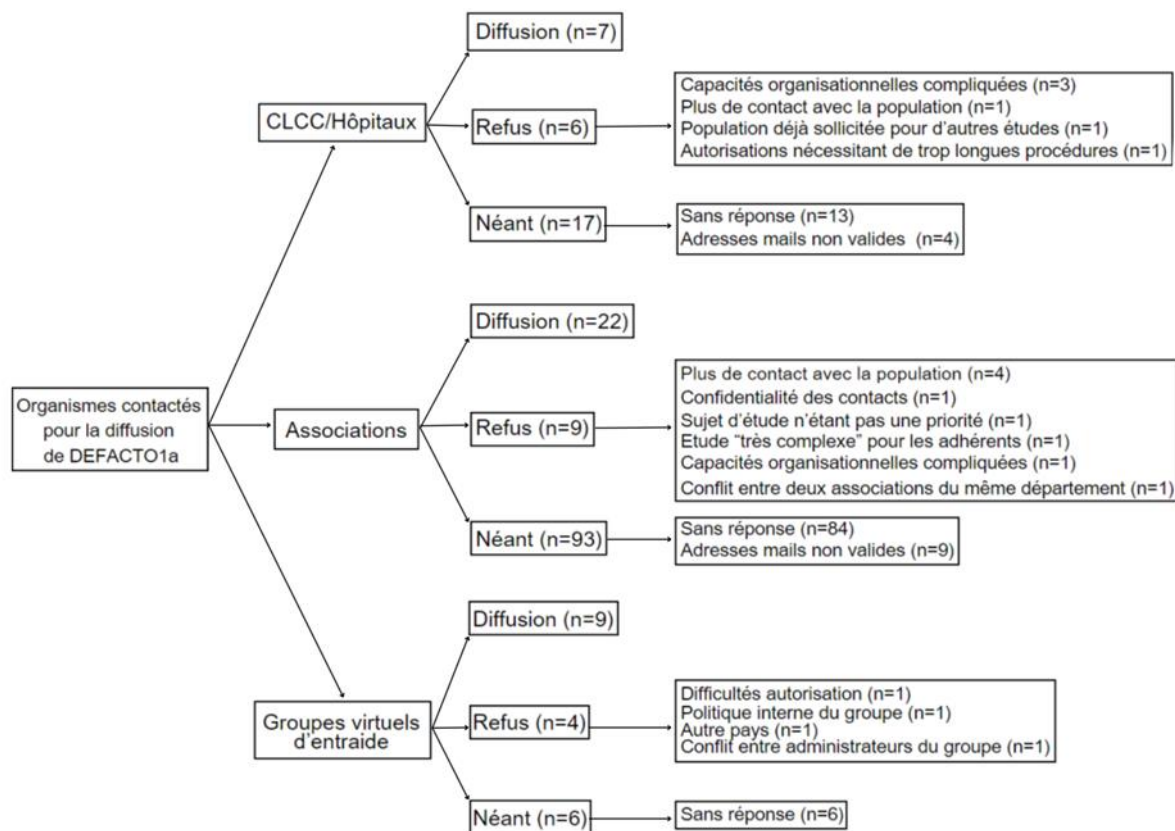 Organismes contactés
pour la diffusion
de DEFACTO1a
CLCC/Hôpitaux
Diffusion (n=7)
Refus (n=6)
Capacités organisationnelles compliquées (n=3)
Plus de contact avec la population (n=1)
Population déjà sollicitée pour d'autres études (n=1)
Autorisations nécessitant de trop longues procédures (n=1)
Néant (n=17)
Sans réponse (n=13)
Adresses mails non valides (n=4)
Associations
Diffusion (n=22)
Refus (n=9)
Plus de contact avec la population (n=4)
Confidentialité des contacts (n=1)
Sujet d'étude n'étant pas une priorité (n=1)
Etude “très complexe” pour les adhérents (n=1)
Capacités organisationnelles compliquées (n=1)
Conflit entre deux associations du même département (n=1)
Néant (n=93)
Sans réponse (n=84)
Adresses mails non valides (n=9)
Groupes virtuels
d'entraide
Diffusion (n=9)
Refus (n=4)
Difficultés autorisation (n=1)
Politique interne du groupe (n=1)
Autre pays (n=1)
Conflit entre administrateurs du groupe (n=1)
Néant (n=6)
Sans réponse (n=6)